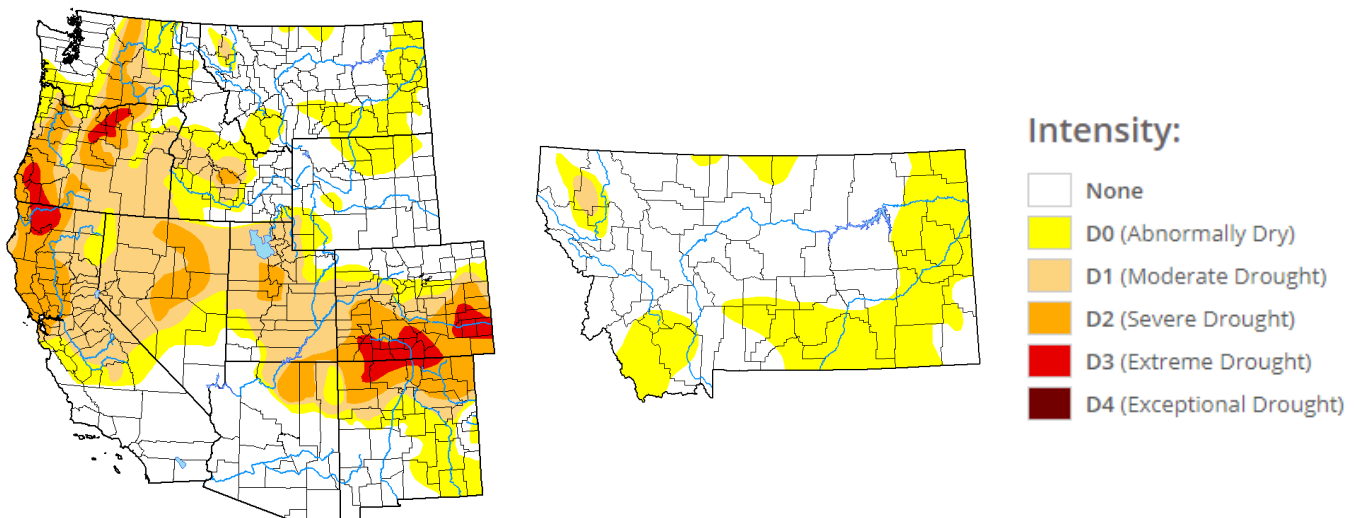 Intensity:
None
D0 (Abnormally Dry)
D1 (Moderate Drought)
D2 (Severe Drought)
D3 (Extreme Drought)
D4 (Exceptional Drought)